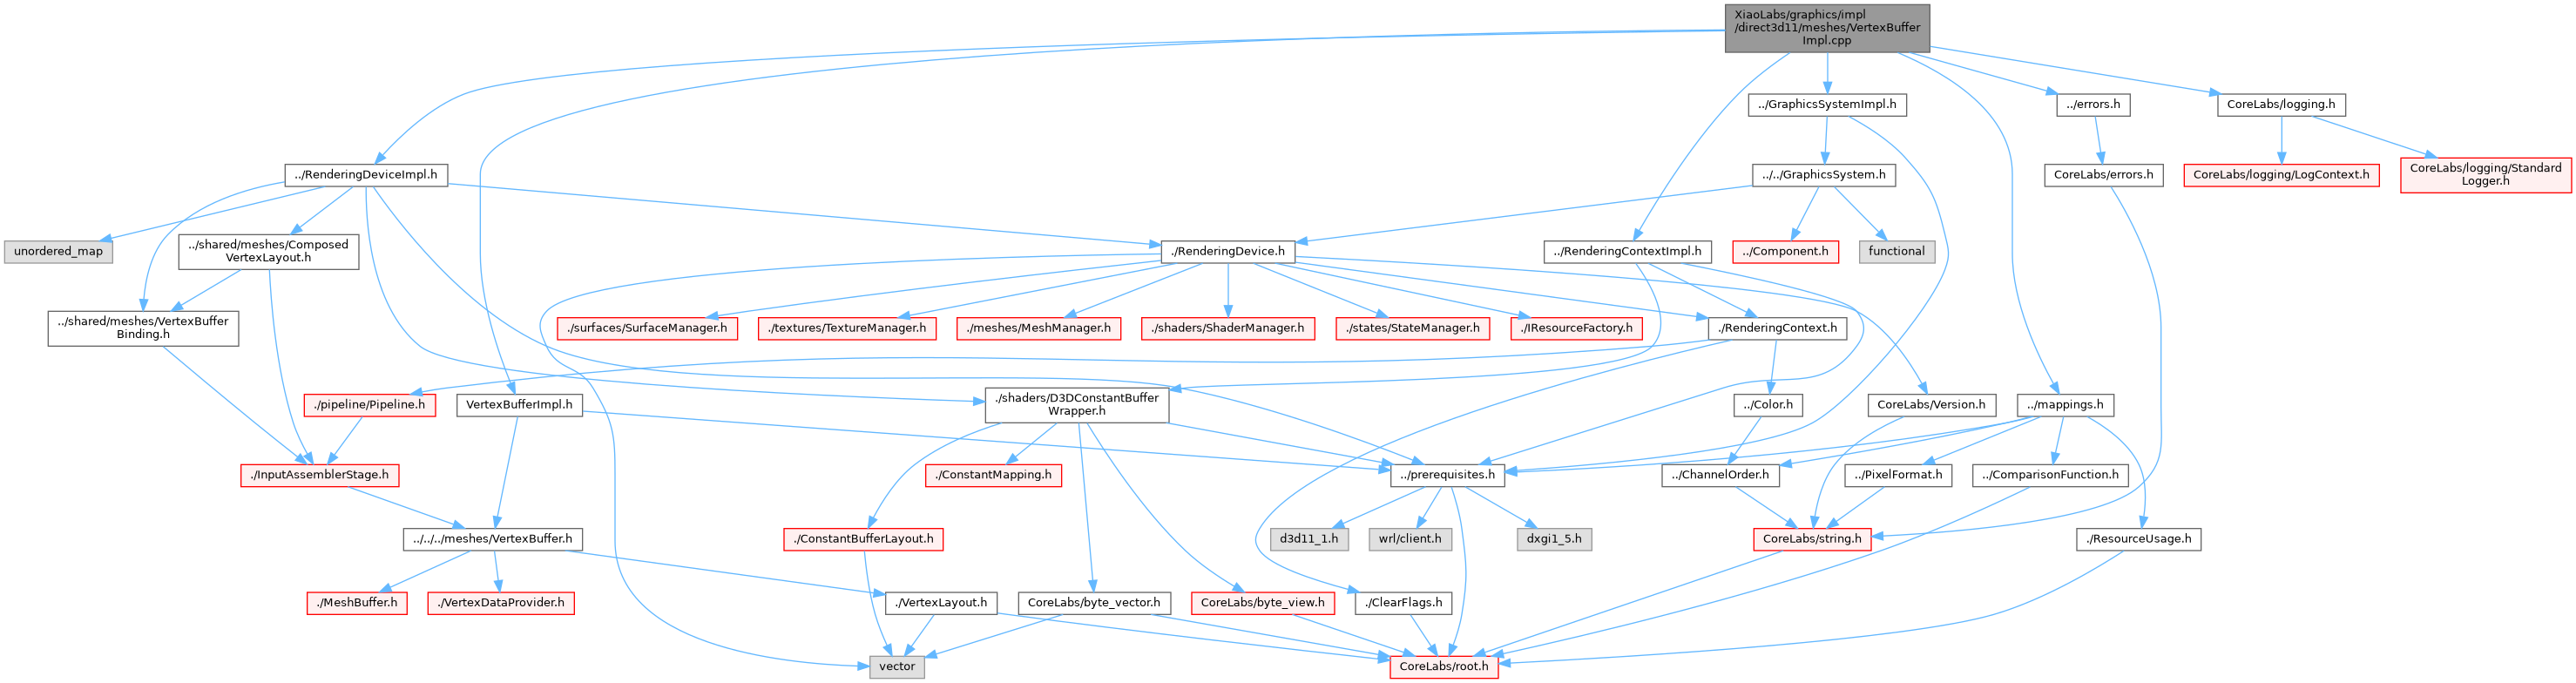 XiaoLabs/graphics/impl
/direct3d11/meshes/VertexBuffer
Impl.cpp
../GraphicsSystemImpl.h
../errors.h
CoreLabs/logging.h
../RenderingDeviceImpl.h
../../GraphicsSystem.h
CoreLabs/errors.h
CoreLabs/logging/LogContext.h
CoreLabs/logging/Standard
Logger.h
unordered_map
../shared/meshes/Composed
VertexLayout.h
./RenderingDevice.h
../RenderingContextImpl.h
../Component.h
functional
../shared/meshes/VertexBuffer
Binding.h
./surfaces/SurfaceManager.h
./textures/TextureManager.h
./meshes/MeshManager.h
./shaders/ShaderManager.h
./states/StateManager.h
./IResourceFactory.h
./RenderingContext.h
./pipeline/Pipeline.h
VertexBufferImpl.h
./shaders/D3DConstantBuffer
Wrapper.h
../Color.h
CoreLabs/Version.h
../mappings.h
./InputAssemblerStage.h
./ConstantMapping.h
../prerequisites.h
../ChannelOrder.h
../PixelFormat.h
../ComparisonFunction.h
../../../meshes/VertexBuffer.h
./ConstantBufferLayout.h
d3d11_1.h
wrl/client.h
dxgi1_5.h
CoreLabs/string.h
./ResourceUsage.h
./MeshBuffer.h
./VertexDataProvider.h
./VertexLayout.h
CoreLabs/byte_vector.h
CoreLabs/byte_view.h
./ClearFlags.h
vector
CoreLabs/root.h